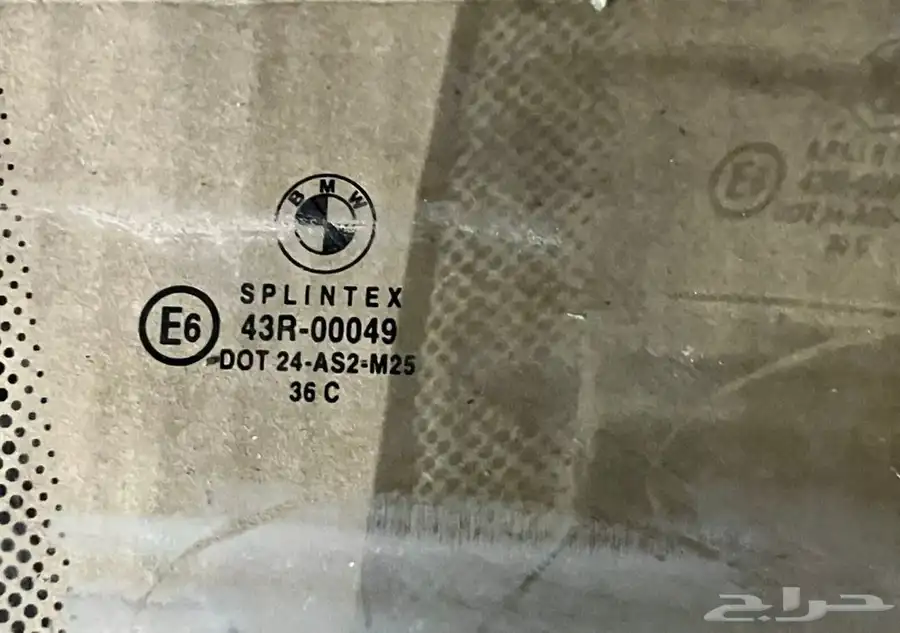 BMW
SPLINTEX
E6
43R-00049
DOT 24-AS2-M25
36 C
حراج